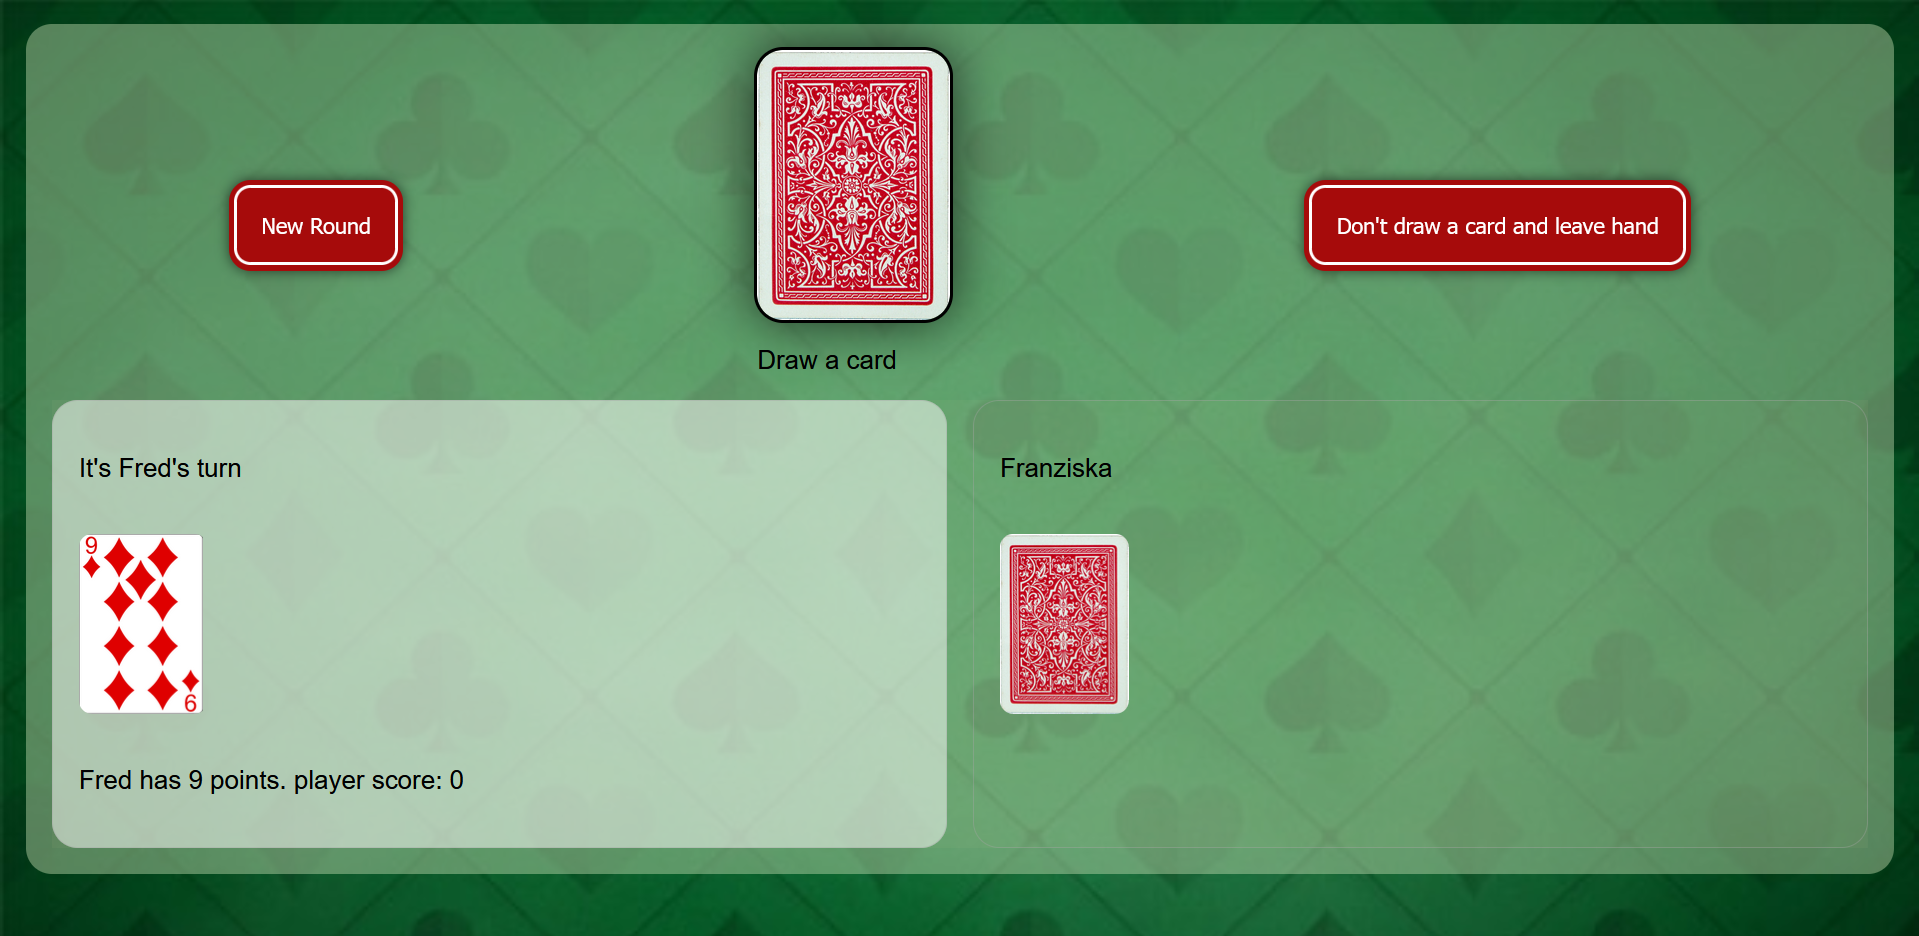 New Round
Don't draw a card and leave hand
Draw a card
It's Fred's turn
Franziska
9
9
Fred has 9 points. player score: 0